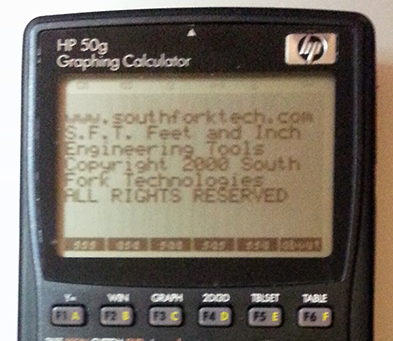 HP 50g
Graphing Calculator
hp
www.southforktech.com
S.F.T. Feet and Inch
Engineering Tools
Copyright 2000 South
Fork Technologies
ALL RIGHTS RESERVED
about
Y= WIN GRAPH 2D/3D TBLSET TABLE
F1 A F2 B F3 C F4 D F5 E F6 F